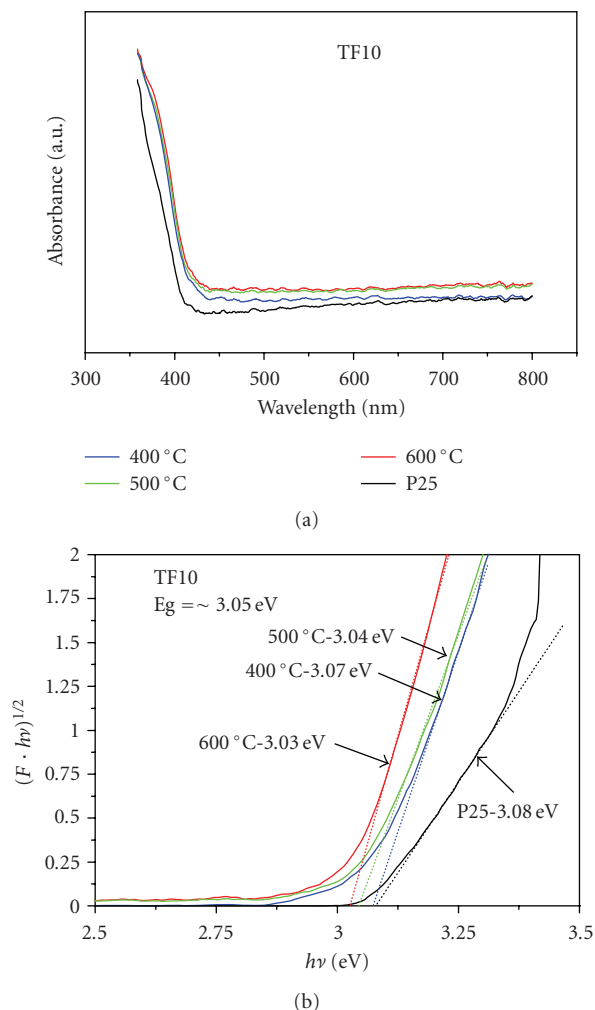 TF10
Absorbance (a.u.)
300 400 500 600 700 800
Wavelength (nm)
400 °C 600 °C
500 °C P25
(a)
2
1.75
1.5
1.25
1
0.75
0.5
0.25
0
(F · hν)^1/2
TF10
Eg = ~ 3.05 eV
500 °C-3.04 eV
400 °C-3.07 eV
600 °C-3.03 eV
P25-3.08 eV
2.5 2.75 3 3.25 3.5
hν (eV)
(b)